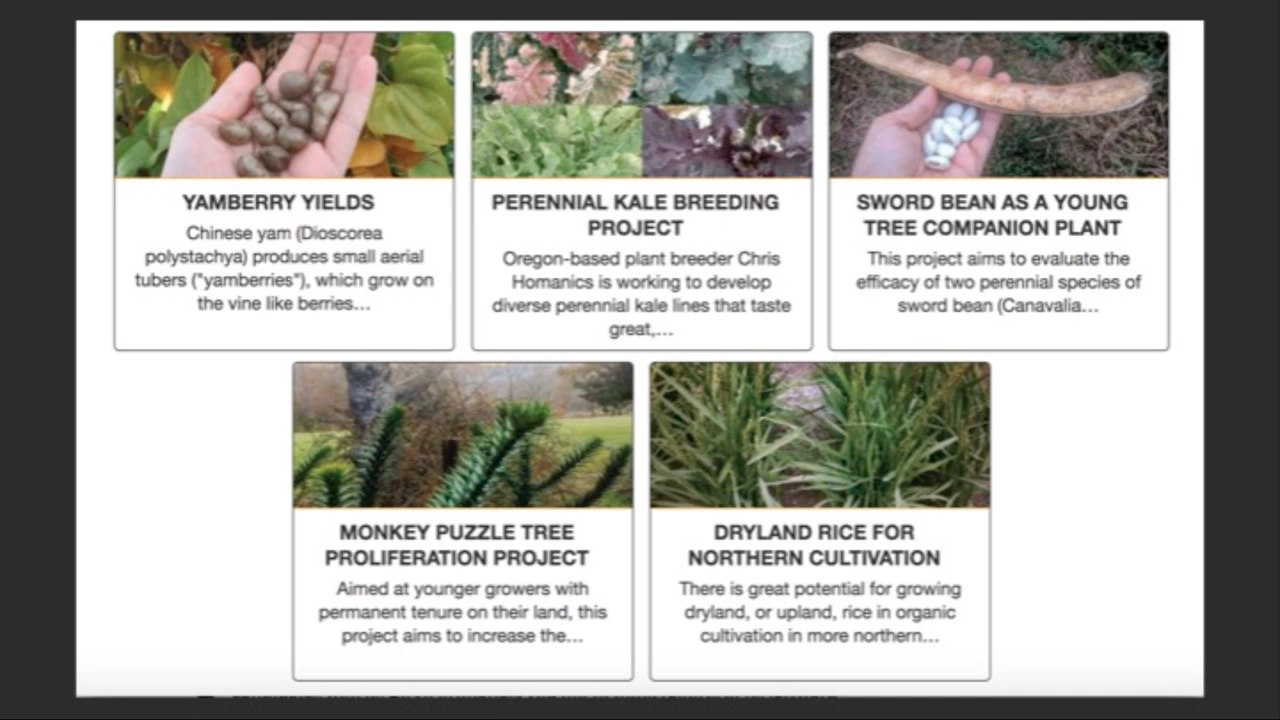 YAMBERRY YIELDS
Chinese yam (Dioscorea
polystachya) produces small aerial
tubers ("yamberries"), which grow on
the vine like berries...
PERENNIAL KALE BREEDING
PROJECT
Oregon-based plant breeder Chris
Homanics is working to develop
diverse perennial kale lines that taste
great,...
SWORD BEAN AS A YOUNG
TREE COMPANION PLANT
This project aims to evaluate the
efficacy of two perennial species of
sword bean (Canavalia...
MONKEY PUZZLE TREE
PROLIFERATION PROJECT
Aimed at younger growers with
permanent tenure on their land, this
project aims to increase the...
DRYLAND RICE FOR
NORTHERN CULTIVATION
There is great potential for growing
dryland, or upland, rice in organic
cultivation in more northern...